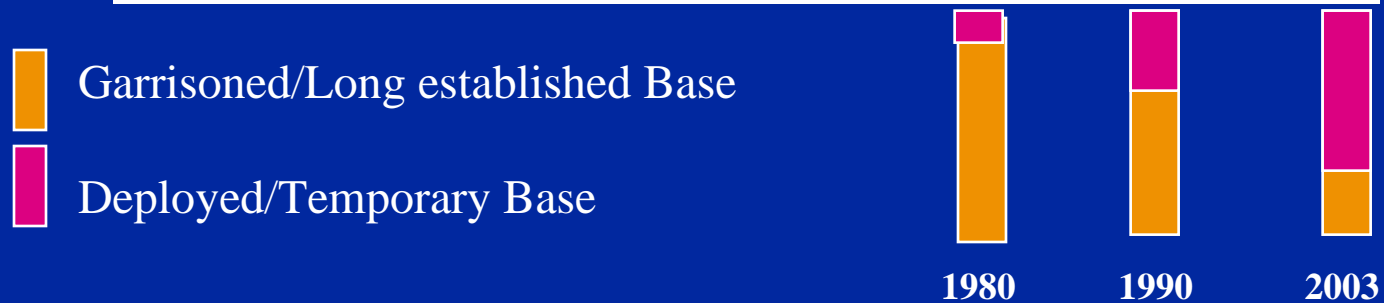 Garrisoned/Long established Base
Deployed/Temporary Base
1980 1990 2003